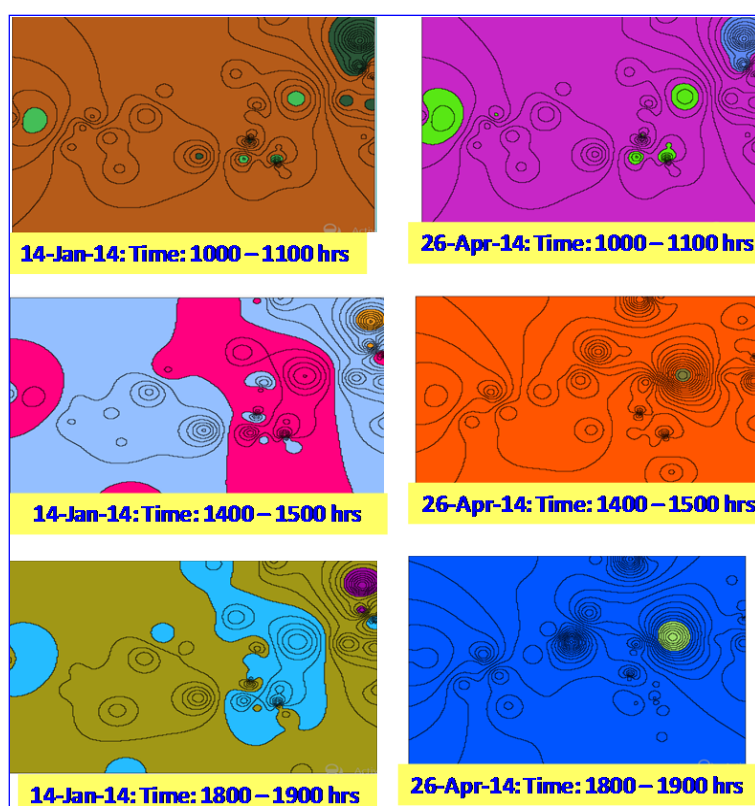 14-Jan-14: Time: 1000 – 1100 hrs
26-Apr-14: Time: 1000 – 1100 hrs
14-Jan-14: Time: 1400 – 1500 hrs
26-Apr-14: Time: 1400 – 1500 hrs
14-Jan-14: Time: 1800 – 1900 hrs
26-Apr-14: Time: 1800 – 1900 hrs